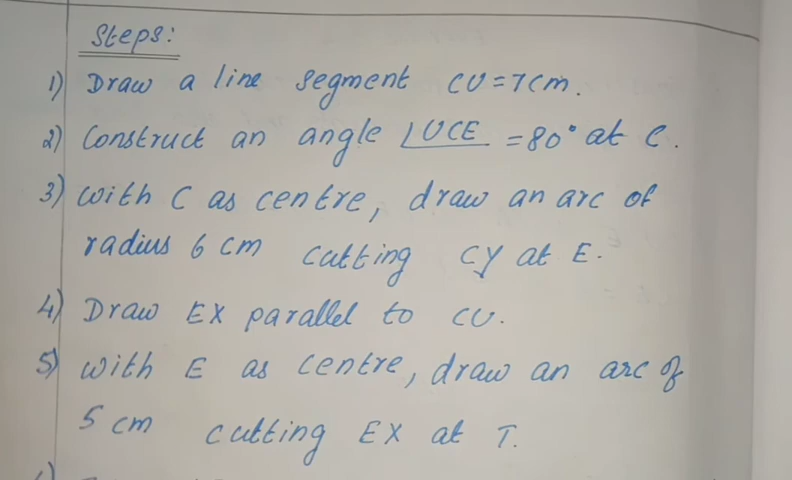 Steps:
1) Draw a line segment CU=7cm.
2) Construct an angle ∠UCE =80° at C.
3) With C as centre, draw an arc of
radius 6 cm cutting CY at E.
4) Draw EX parallel to CU.
5) With E as centre, draw an arc of
5 cm cutting EX at T.